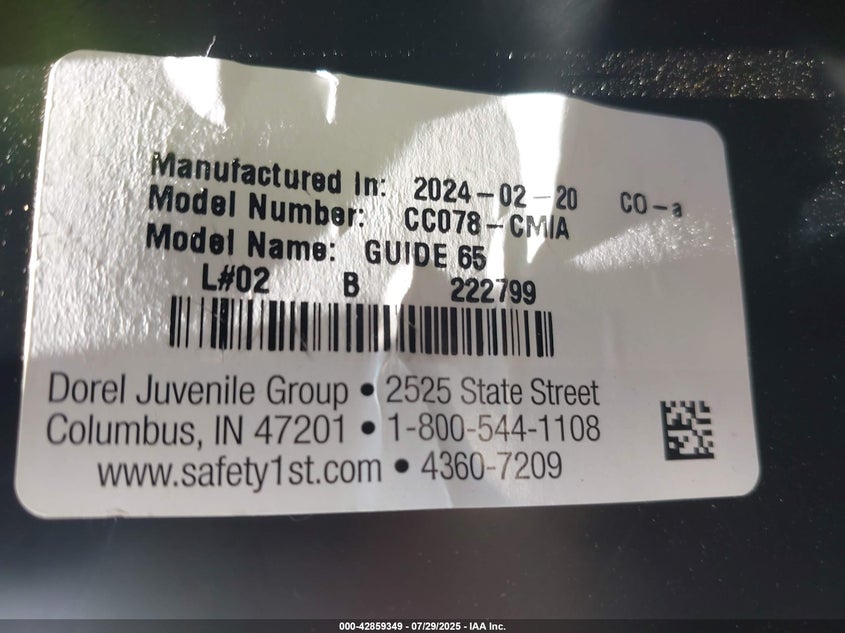 Manufactured In: 2024-02-20 CO-a
Model Number: CC078-CMIA
Model Name: GUIDE 65
L#02 B 222799
Dorel Juvenile Group • 2525 State Street
Columbus, IN 47201 • 1-800-544-1108
www.safety1st.com • 4360-7209
000-42859349 - 07/29/2025 - IAA Inc.